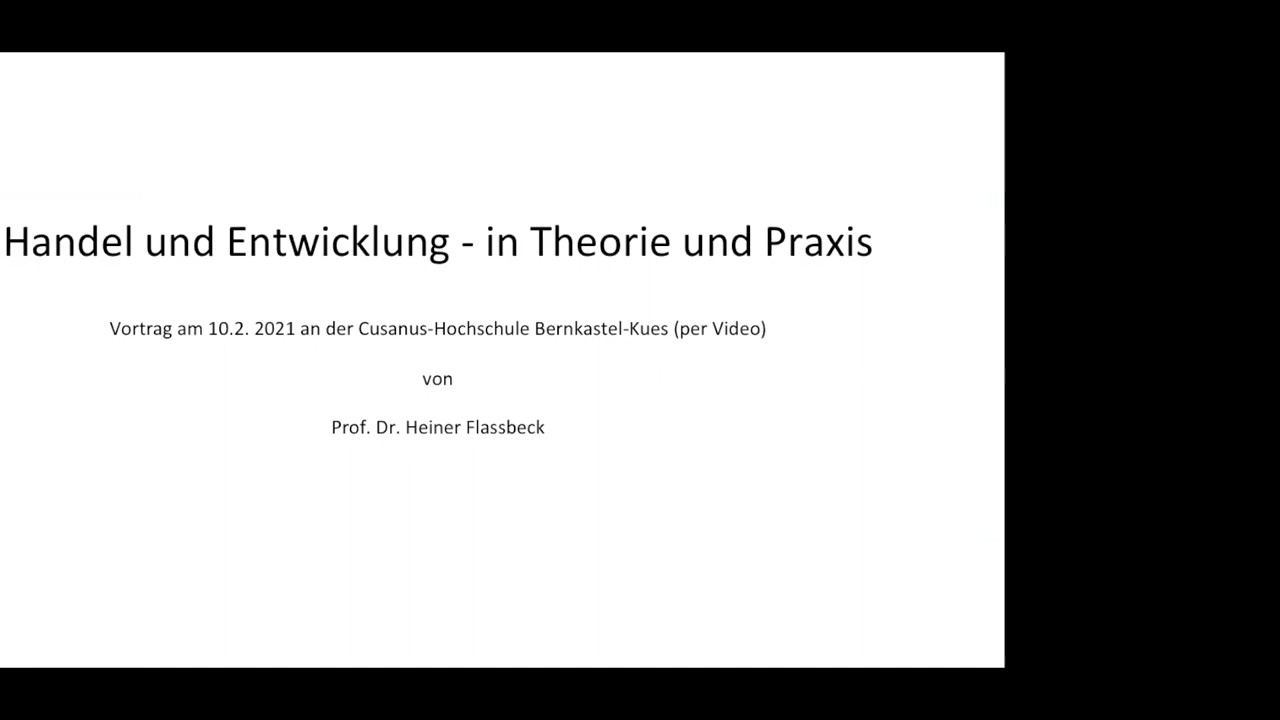 Handel und Entwicklung - in Theorie und Praxis
Vortrag am 10.2. 2021 an der Cusanus-Hochschule Bernkastel-Kues (per Video)
von
Prof. Dr. Heiner Flassbeck